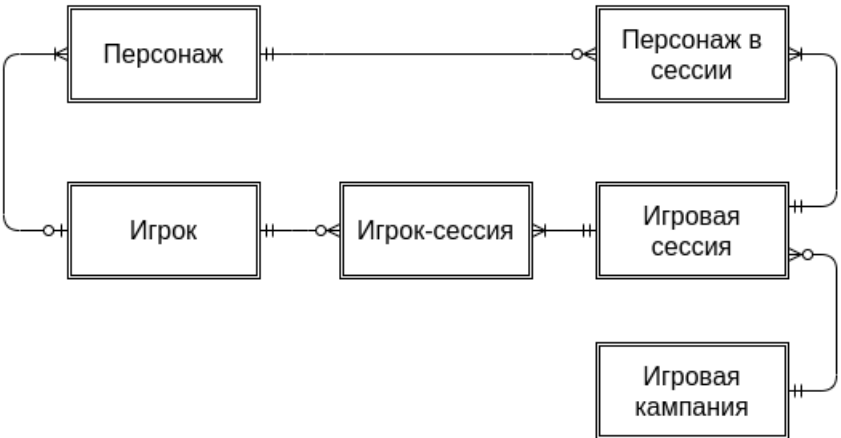 Персонаж
Персонаж в
сессии
Игрок
Игрок-сессия
Игровая
сессия
Игровая
кампания